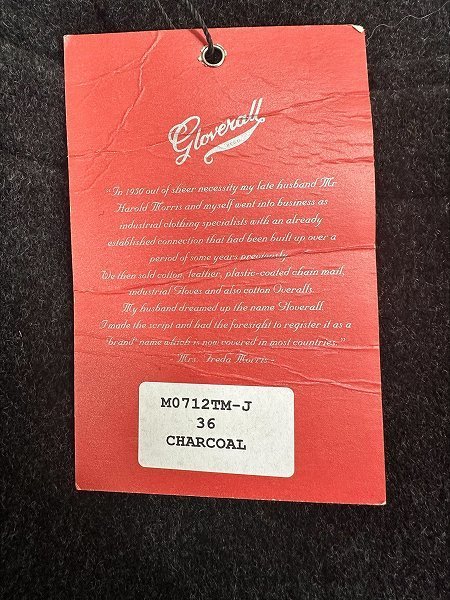 Gloverall
"In 1950 out of sheer necessity my late husband Mr
Harold Morris and myself went into business as
industrial clothing specialists with an already
established connection that had been built up over a
period of some years previously.
We then sold cotton, leather, plastic-coated chain mail,
industrial Gloves and also cotton Overalls.
My husband dreamed up the name Gloverall
I made the script and had the foresight to register it as a
"brand" name which is now covered in most countries."
- Mrs. Freda Morris -
M0712TM-J
36
CHARCOAL